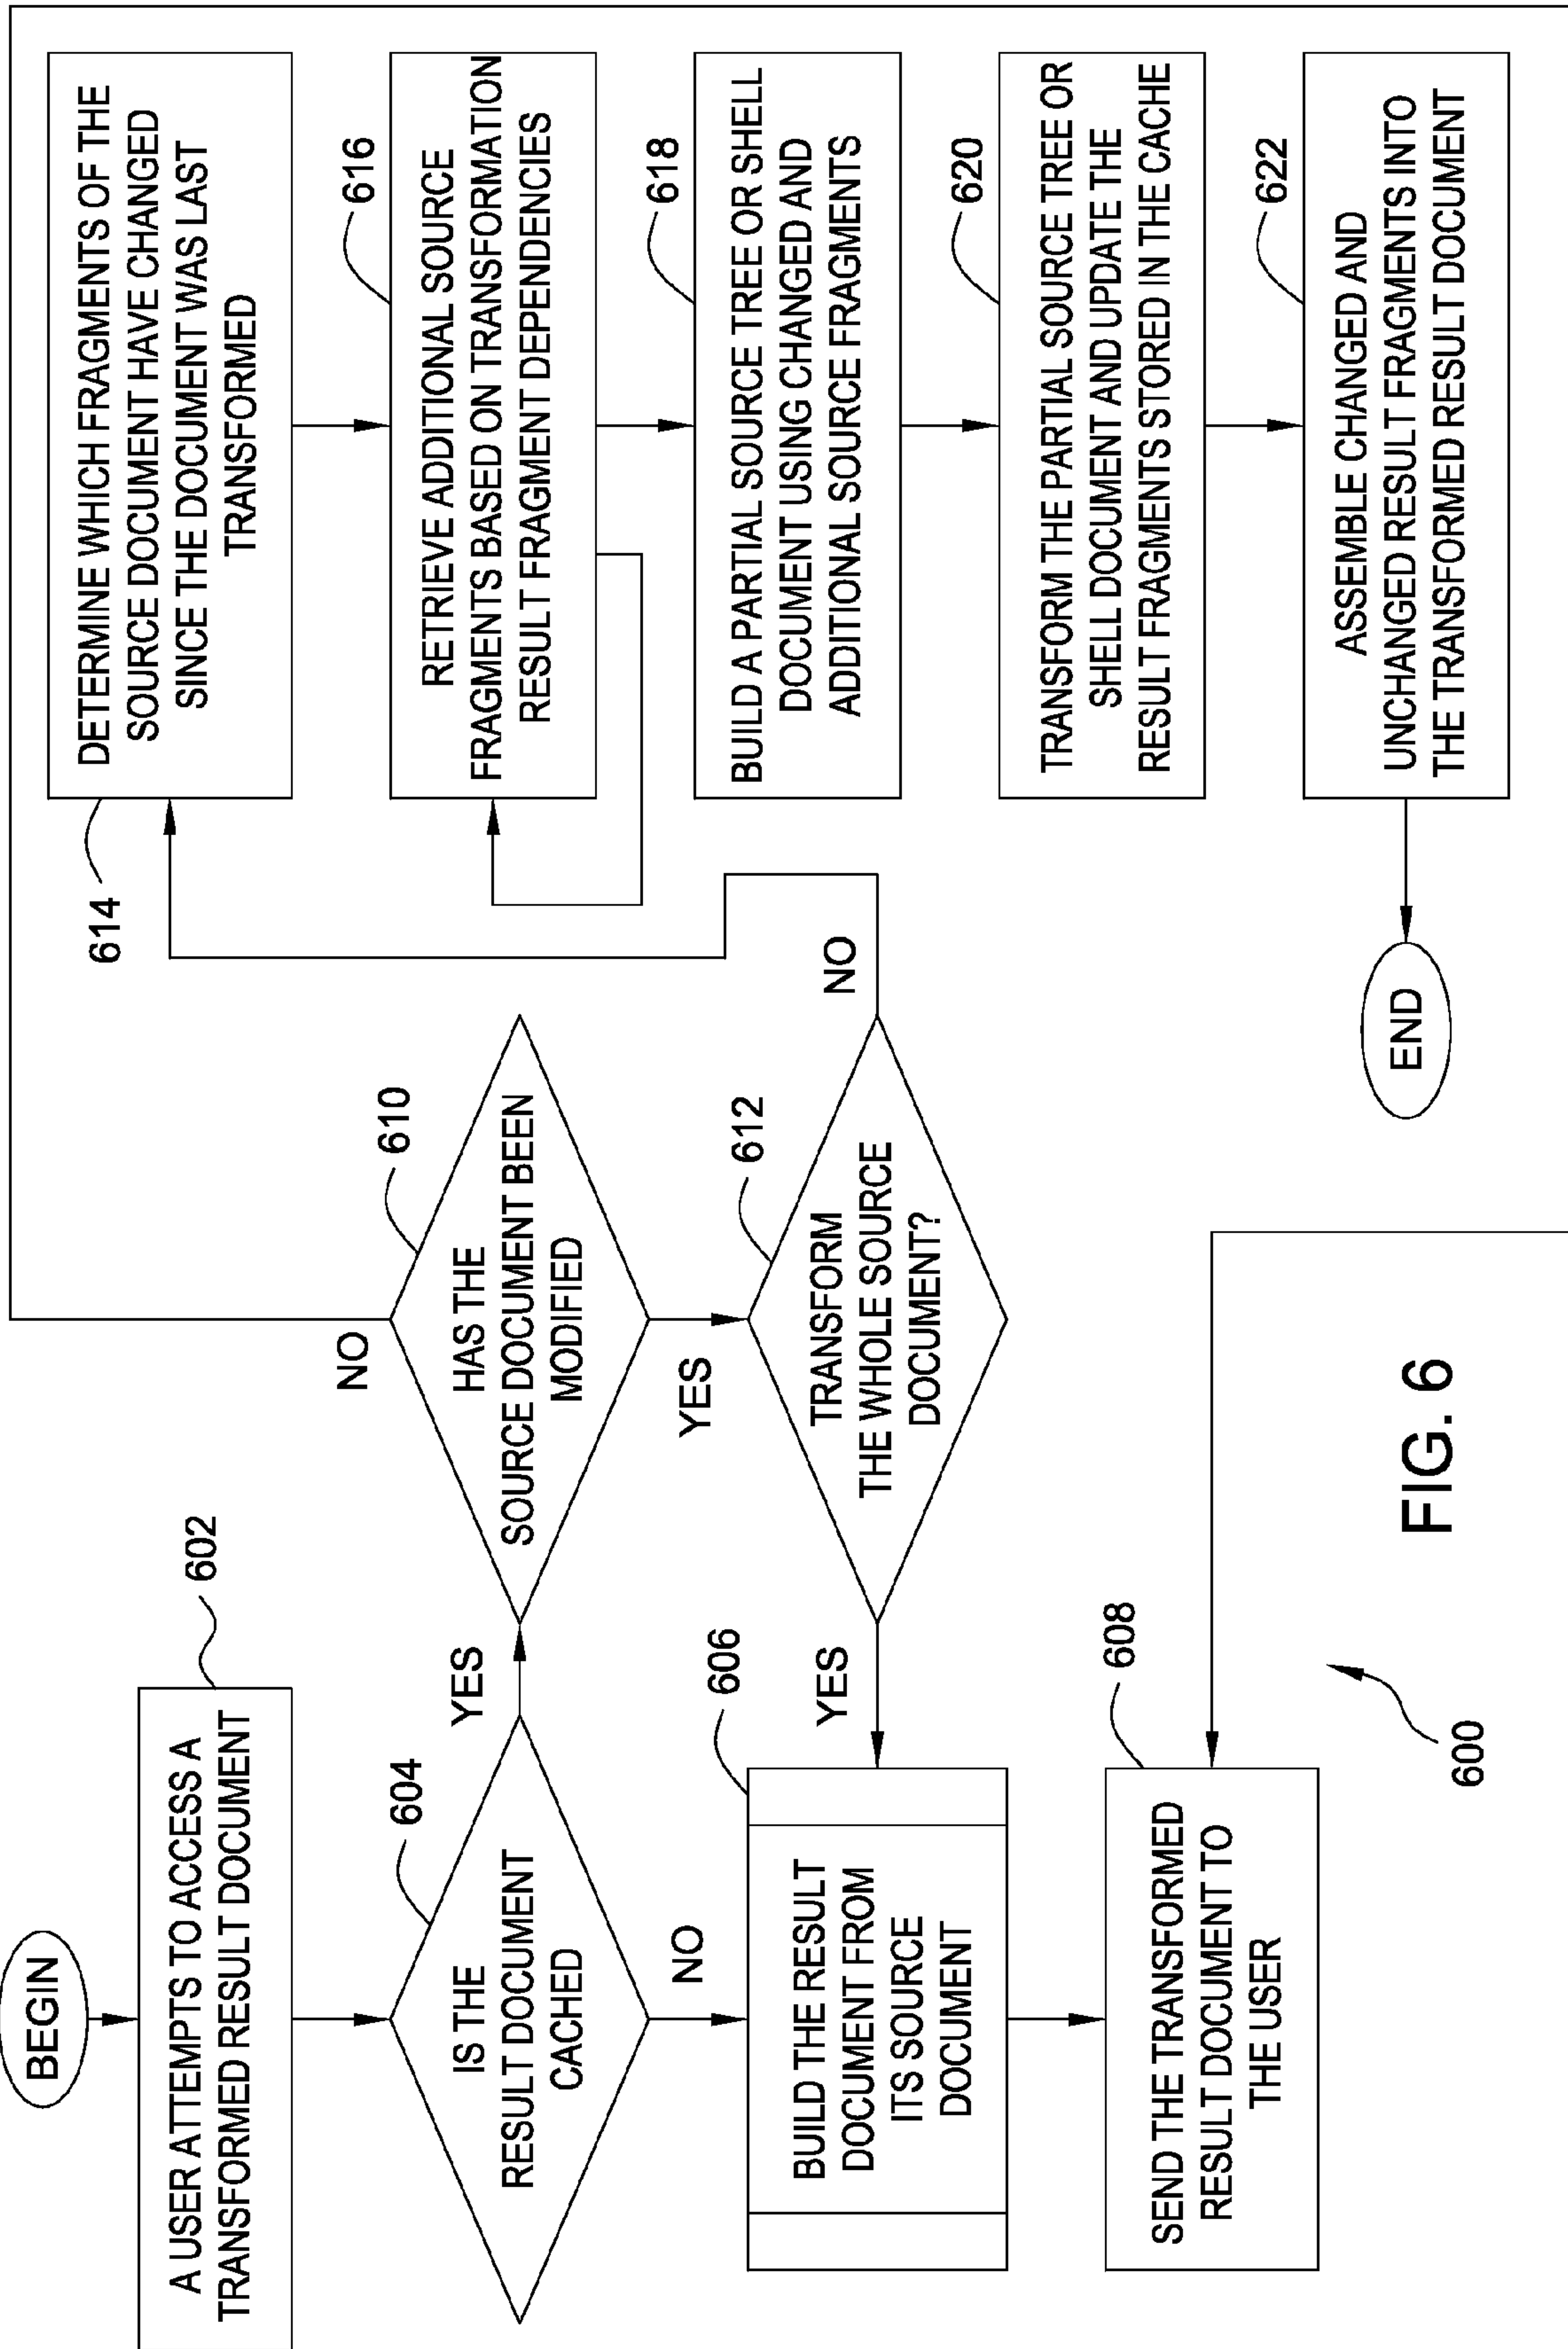 BEGIN
A USER ATTEMPTS TO ACCESS A
TRANSFORMED RESULT DOCUMENT
602
IS THE
RESULT DOCUMENT
CACHED
604
YES
NO
BUILD THE RESULT
DOCUMENT FROM
ITS SOURCE
DOCUMENT
606
SEND THE TRANSFORMED
RESULT DOCUMENT TO
THE USER
608
HAS THE
SOURCE DOCUMENT BEEN
MODIFIED
610
NO
YES
TRANSFORM
THE WHOLE SOURCE
DOCUMENT?
612
YES
NO
DETERMINE WHICH FRAGMENTS OF THE
SOURCE DOCUMENT HAVE CHANGED
SINCE THE DOCUMENT WAS LAST
TRANSFORMED
614
RETRIEVE ADDITIONAL SOURCE
FRAGMENTS BASED ON TRANSFORMATION
RESULT FRAGMENT DEPENDENCIES
616
BUILD A PARTIAL SOURCE TREE OR SHELL
DOCUMENT USING CHANGED AND
ADDITIONAL SOURCE FRAGMENTS
618
TRANSFORM THE PARTIAL SOURCE TREE OR
SHELL DOCUMENT AND UPDATE THE
RESULT FRAGMENTS STORED IN THE CACHE
620
ASSEMBLE CHANGED AND
UNCHANGED RESULT FRAGMENTS INTO
THE TRANSFORMED RESULT DOCUMENT
622
END
600
FIG. 6